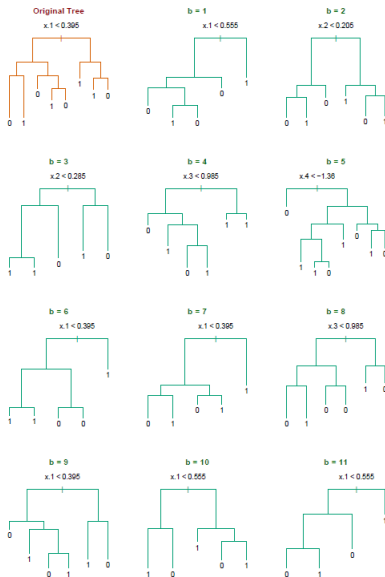 Original Tree
b = 1
b = 2
x.1 < 0.395
x.1 < 0.555
x.2 < 0.205
1
1
0
0
1
0
1
0
1
0
0
1
0
0
1
0
1
0
1
b = 3
b = 4
b = 5
x.2 < 0.285
x.3 < 0.985
x.4 < −1.36
0
0
1
1
1
0
1
0
0
1
1
0
1
0
1
0
1
0
b = 6
b = 7
b = 8
x.1 < 0.395
x.1 < 0.395
x.3 < 0.985
1
1
1
0
1
1
0
0
0
1
0
1
0
0
0
1
b = 9
b = 10
b = 11
x.1 < 0.395
x.1 < 0.555
x.1 < 0.555
0
1
1
0
1
0
1
0
1
0
1
0
1
0
1
0
1